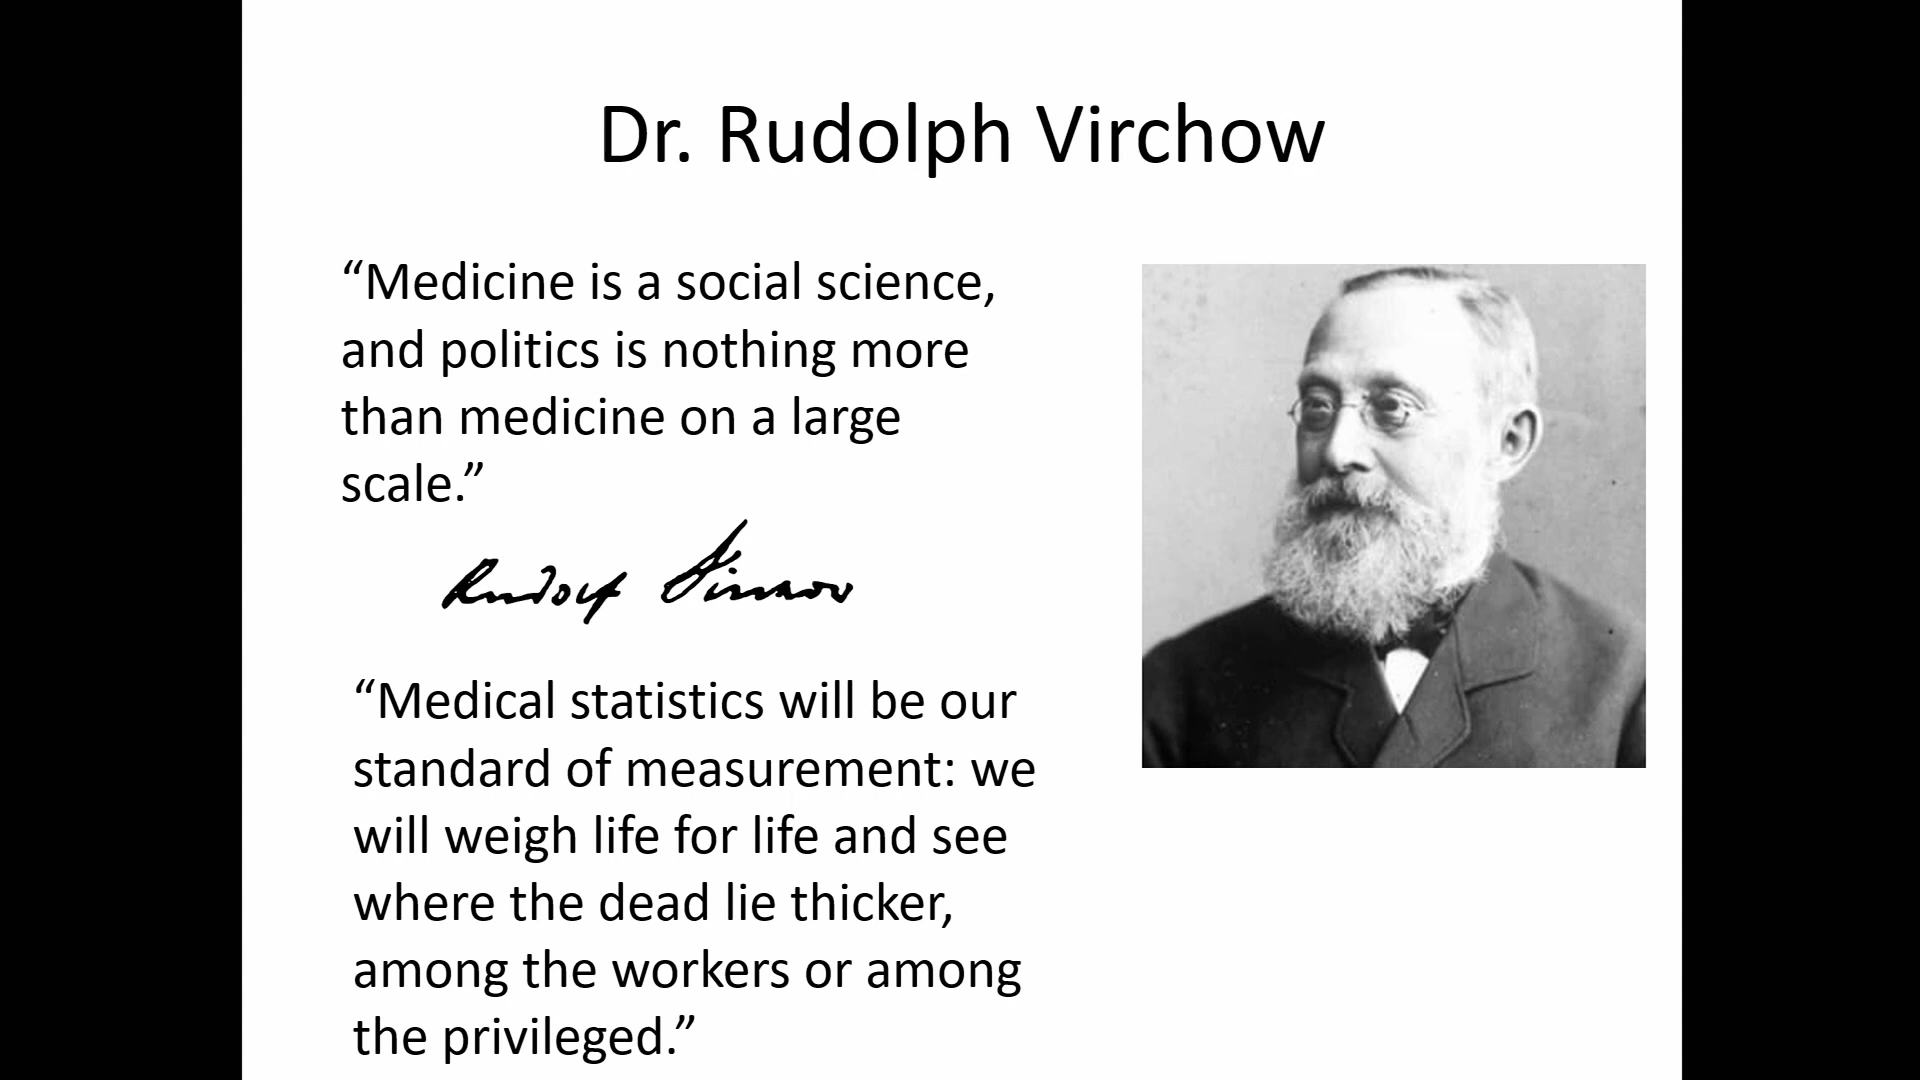 Dr. Rudolph Virchow
“Medicine is a social science,
and politics is nothing more
than medicine on a large
scale.”
Rudolf Virchow
“Medical statistics will be our
standard of measurement: we
will weigh life for life and see
where the dead lie thicker,
among the workers or among
the privileged.”